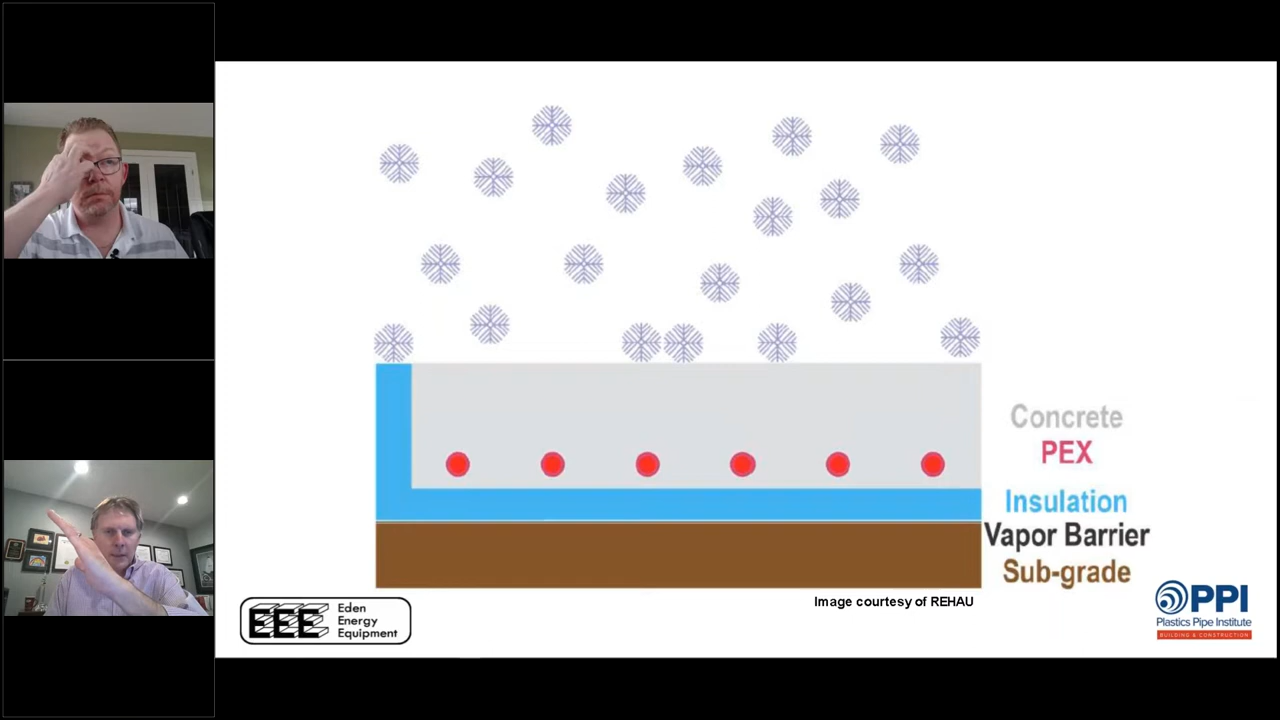 Concrete
PEX
Insulation
Vapor Barrier
Sub-grade
Image courtesy of REHAU
EEE
Eden
Energy
Equipment
PPI
Plastics Pipe Institute
BUILDING & CONSTRUCTION